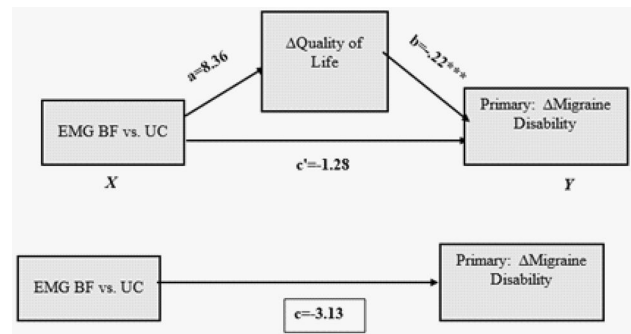 ΔQuality of
Life
a=8.36
b=-.22***
EMG BF vs. UC
Primary: ΔMigraine
Disability
c'=-1.28
X
Y
EMG BF vs. UC
Primary: ΔMigraine
Disability
c=-3.13